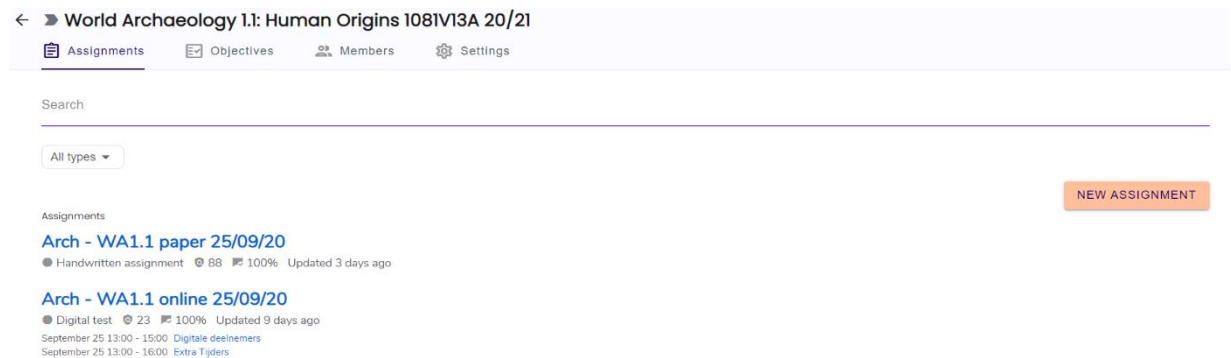 World Archaeology 1.1: Human Origins 1081V13A 20/21
Assignments Objectives Members Settings
Search
All types
NEW ASSIGNMENT
Assignments
Arch - WA1.1 paper 25/09/20
Handwritten assignment 88 100% Updated 3 days ago
Arch - WA1.1 online 25/09/20
Digital test 23 100% Updated 9 days ago
September 25 13:00 - 15:00 Digitale deelnemers
September 25 13:00 - 16:00 Extra Tijders